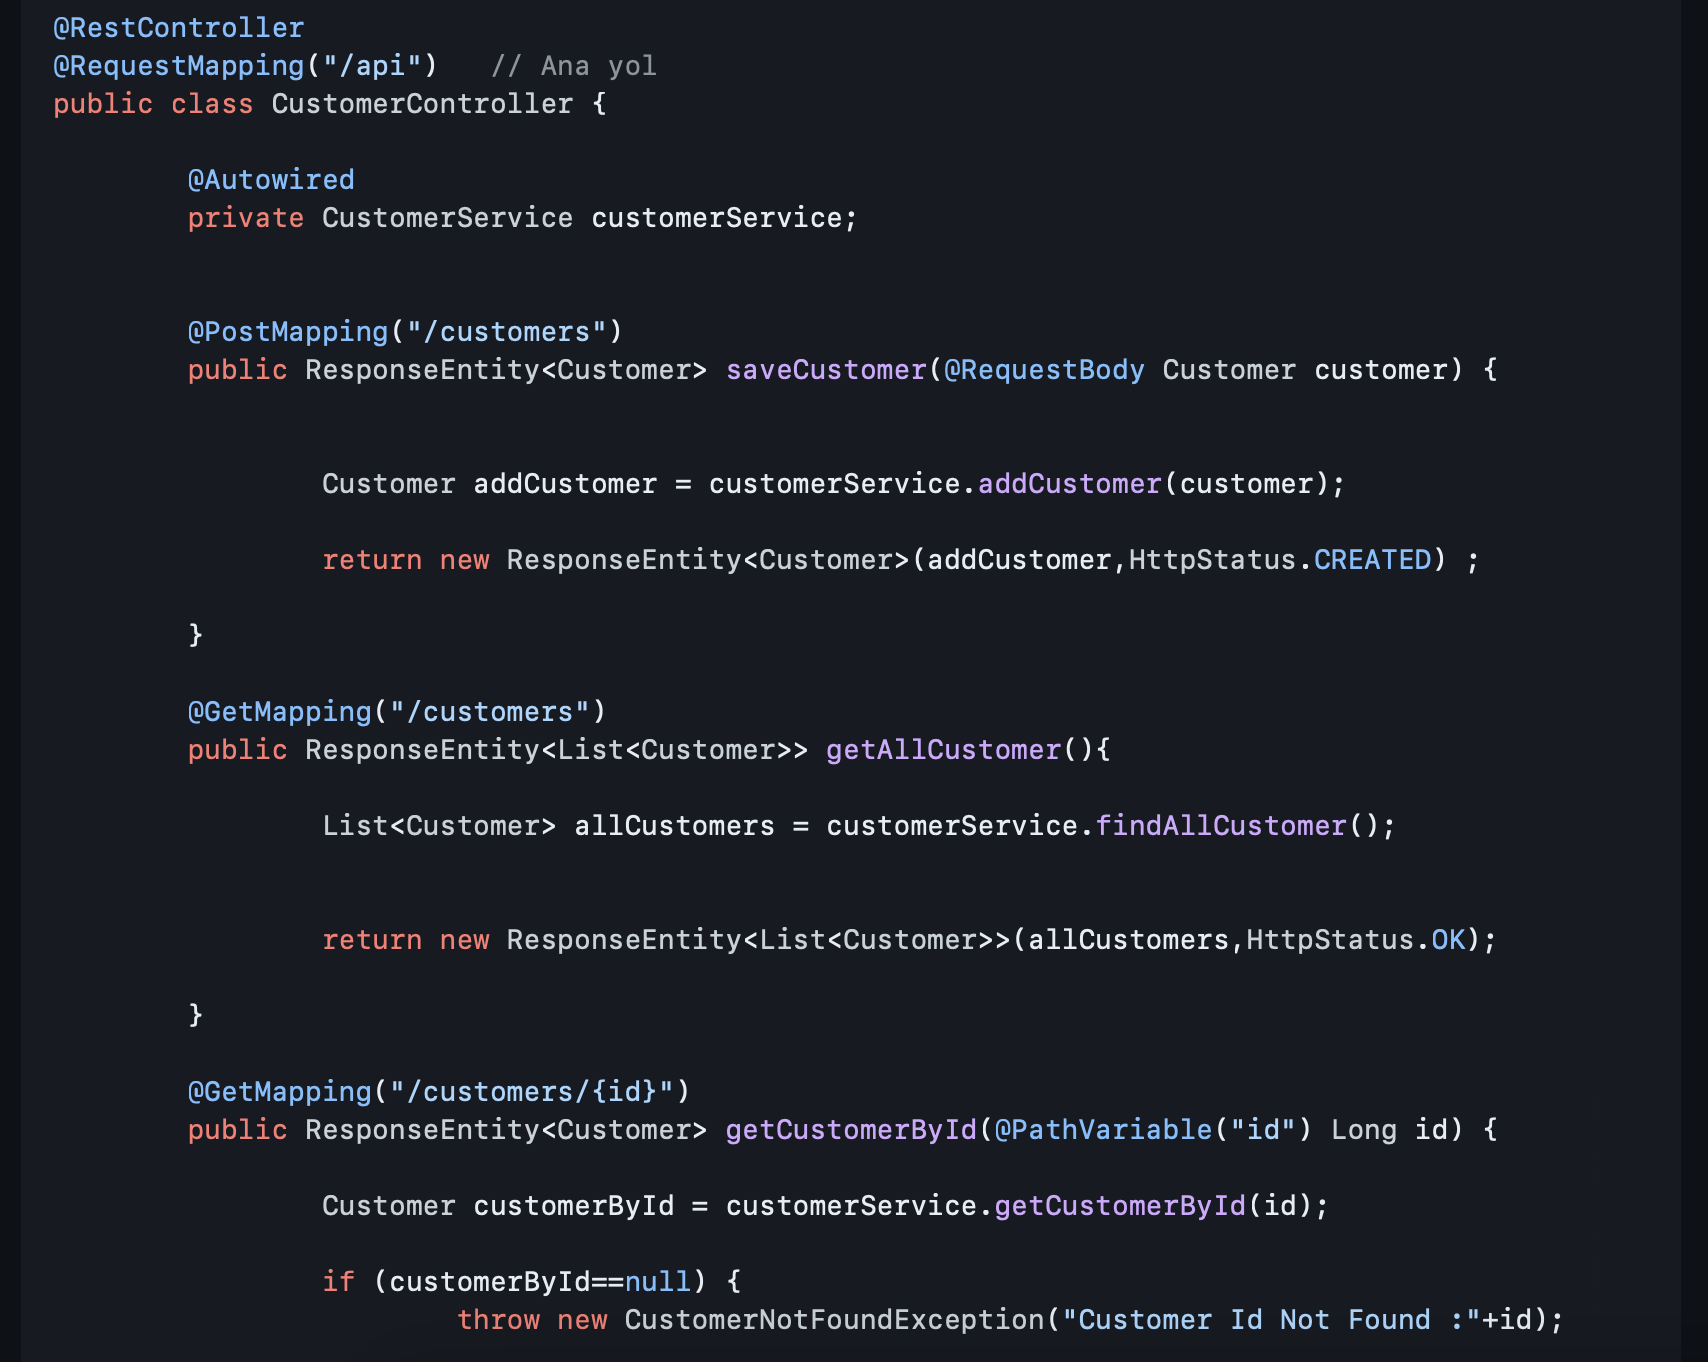 @RestController
@RequestMapping("/api")   // Ana yol
public class CustomerController {
@Autowired
private CustomerService customerService;
@PostMapping("/customers")
public ResponseEntity<Customer> saveCustomer(@RequestBody Customer customer) {
Customer addCustomer = customerService.addCustomer(customer);
return new ResponseEntity<Customer>(addCustomer,HttpStatus.CREATED) ;
}
@GetMapping("/customers")
public ResponseEntity<List<Customer>> getAllCustomer(){
List<Customer> allCustomers = customerService.findAllCustomer();
return new ResponseEntity<List<Customer>>(allCustomers,HttpStatus.OK);
}
@GetMapping("/customers/{id}")
public ResponseEntity<Customer> getCustomerById(@PathVariable("id") Long id) {
Customer customerById = customerService.getCustomerById(id);
if (customerById==null) {
throw new CustomerNotFoundException("Customer Id Not Found :"+id);